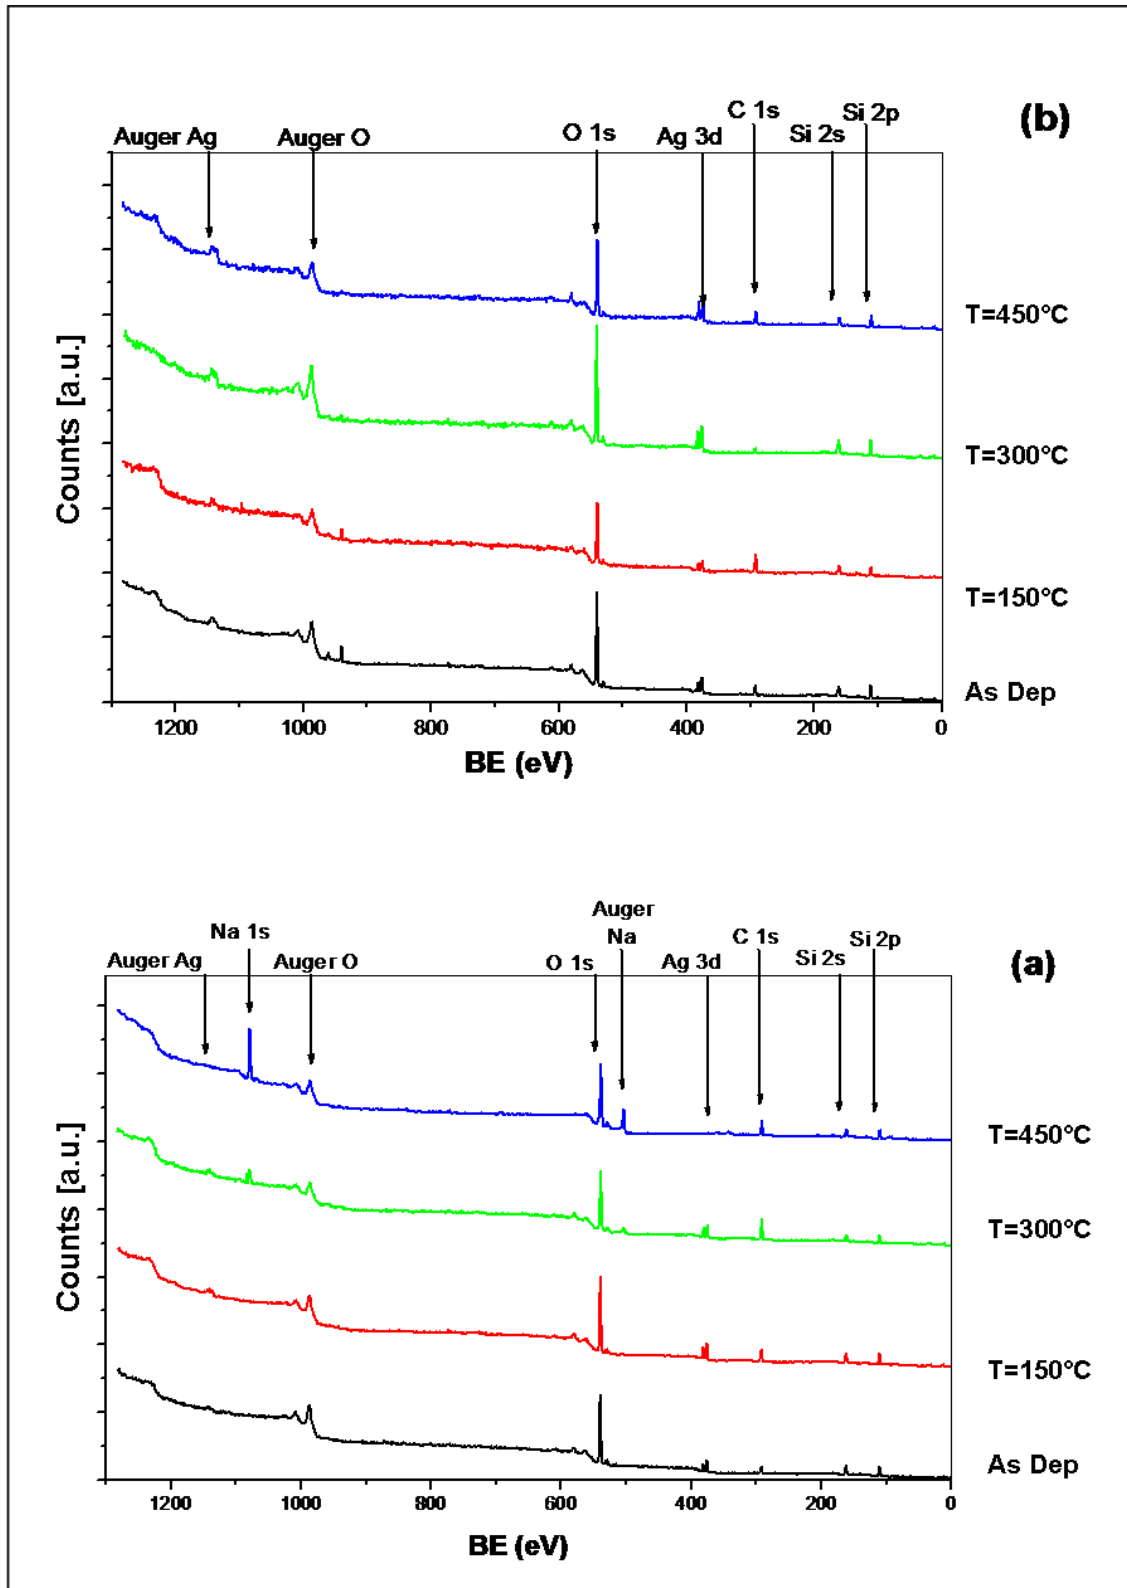 (b)
C 1s
Si 2p
Auger Ag
Auger O
O 1s
Ag 3d
Si 2s
T=450°C
T=300°C
T=150°C
As Dep
Counts [a.u.]
1200
1000
800
600
400
200
0
BE (eV)
Auger
Na 1s
Na
C 1s
Si 2p
(a)
Auger Ag
Auger O
O 1s
Ag 3d
Si 2s
T=450°C
T=300°C
T=150°C
As Dep
Counts [a.u.]
1200
1000
800
600
400
200
0
BE (eV)